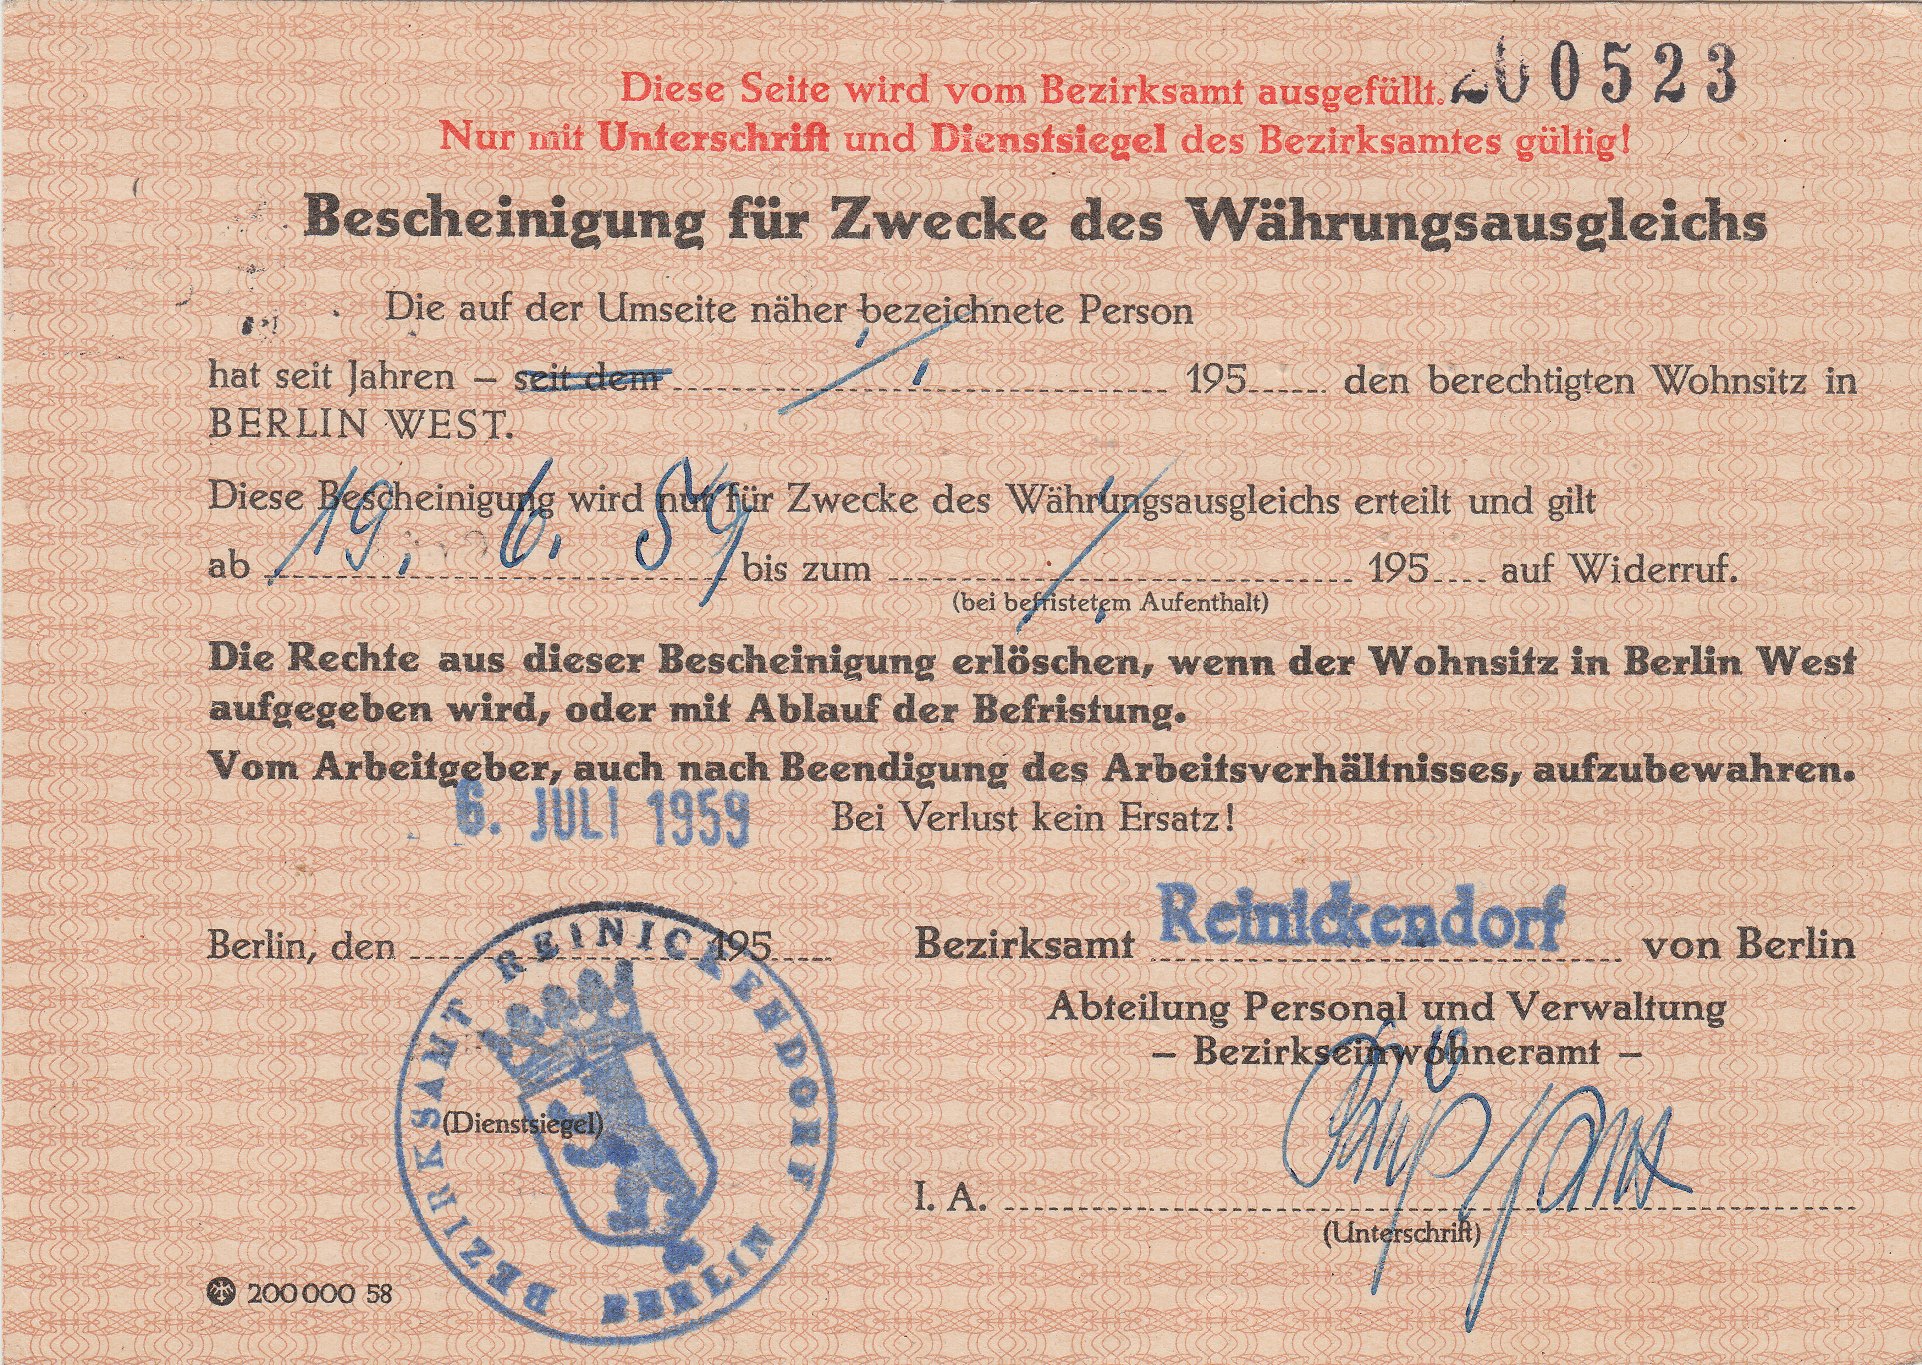 Diese Seite wird vom Bezirksamt ausgefüllt. 200523
Nur mit Unterschrift und Dienstsiegel des Bezirksamtes gültig!
Bescheinigung für Zwecke des Währungsausgleichs
Die auf der Umseite näher bezeichnete Person
hat seit Jahren – seit dem ./. 195 den berechtigten Wohnsitz in
BERLIN WEST.
Diese Bescheinigung wird nur für Zwecke des Währungsausgleichs erteilt und gilt
ab 19. 6. 59 bis zum ./. 195 auf Widerruf.
(bei befristetem Aufenthalt)
Die Rechte aus dieser Bescheinigung erlöschen, wenn der Wohnsitz in Berlin West
aufgegeben wird, oder mit Ablauf der Befristung.
Vom Arbeitgeber, auch nach Beendigung des Arbeitsverhältnisses, aufzubewahren.
6. JULI 1959 Bei Verlust kein Ersatz!
Berlin, den 195 Bezirksamt Reinickendorf von Berlin
Abteilung Personal und Verwaltung
– Bezirkseinwohneramt –
BEZIRKSAMT REINICKENDORF
BERLIN
(Dienstsiegel)
I. A.
(Unterschrift)
200 000 58